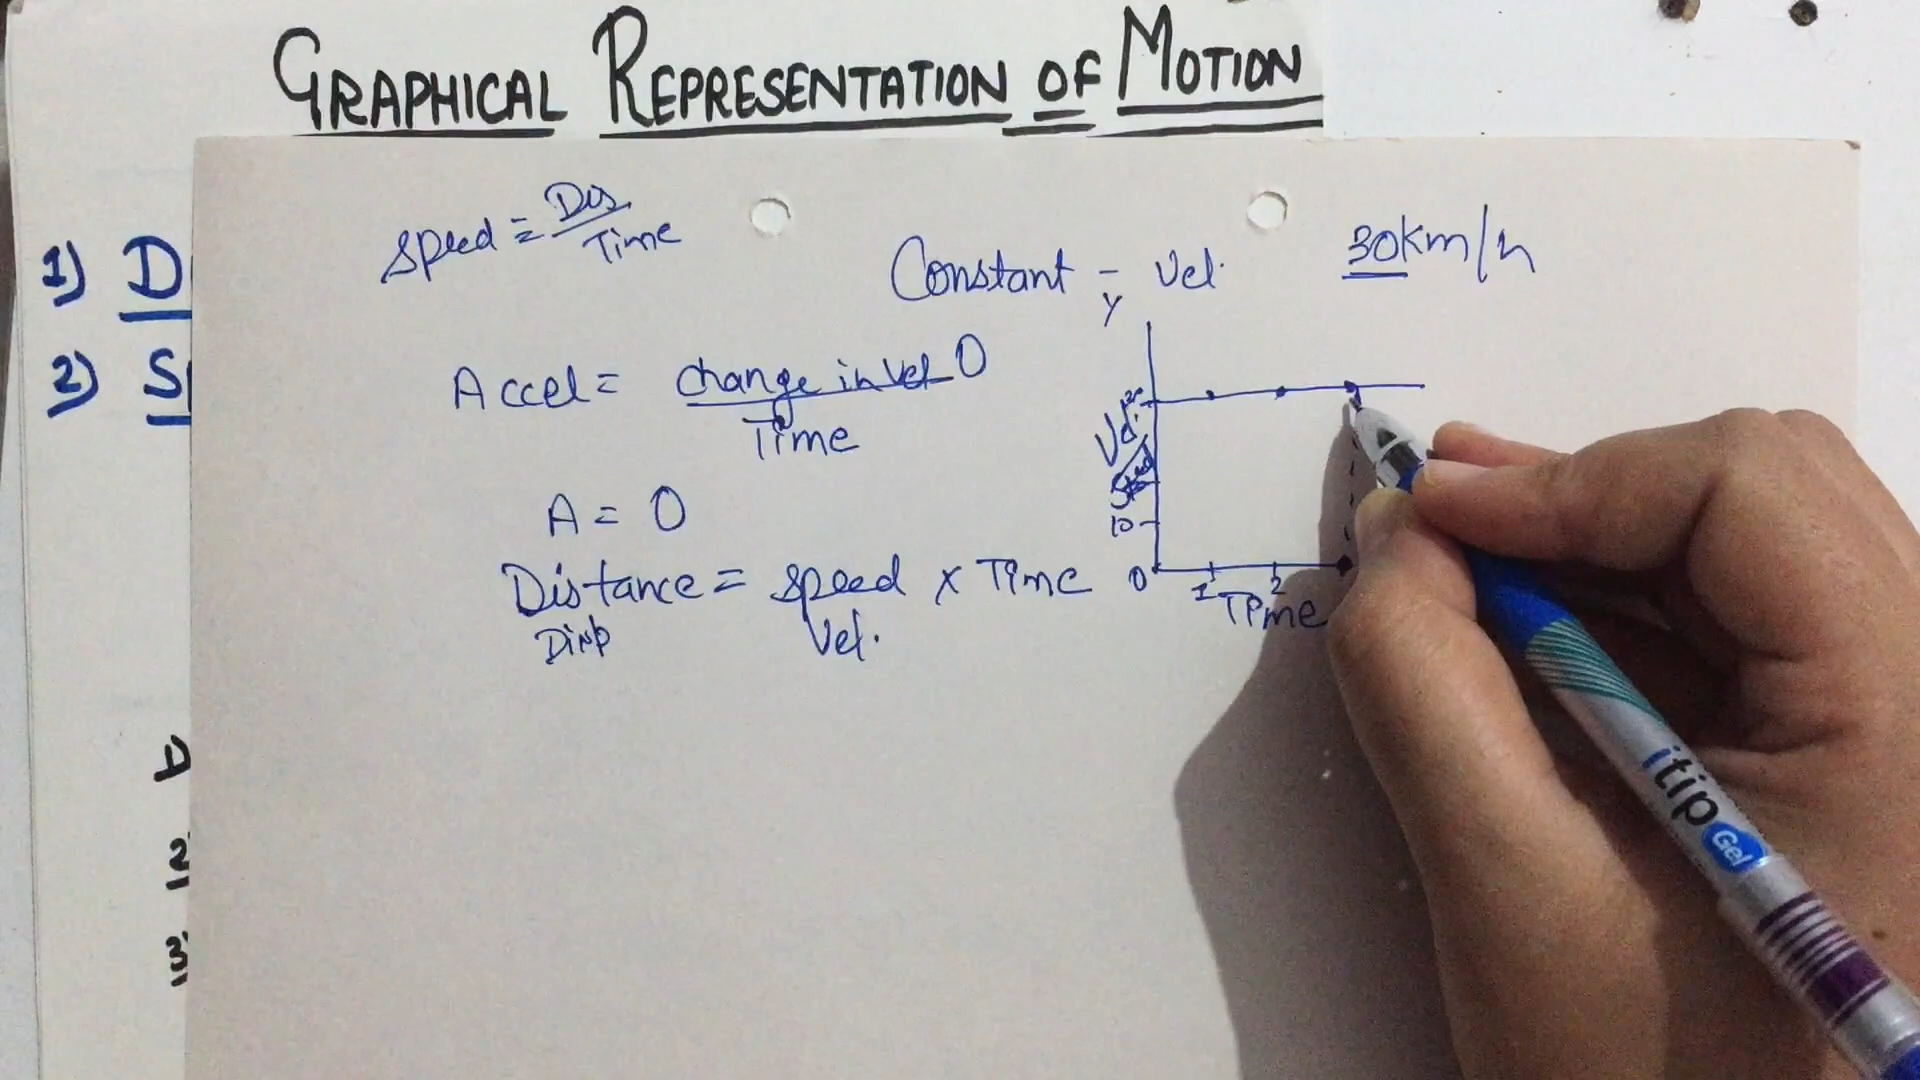 GRAPHICAL REPRESENTATION OF MOTION
1) D
2) S
Speed = Dis
Time
Constant - Vel.
30km/h
Accel = change in Vel 0
Time
A = 0
Distance = speed x Time
Disp
Vel.
Y
Vel.
Speed
10
0
1
2
Time
D
1
2
3
itip Gel